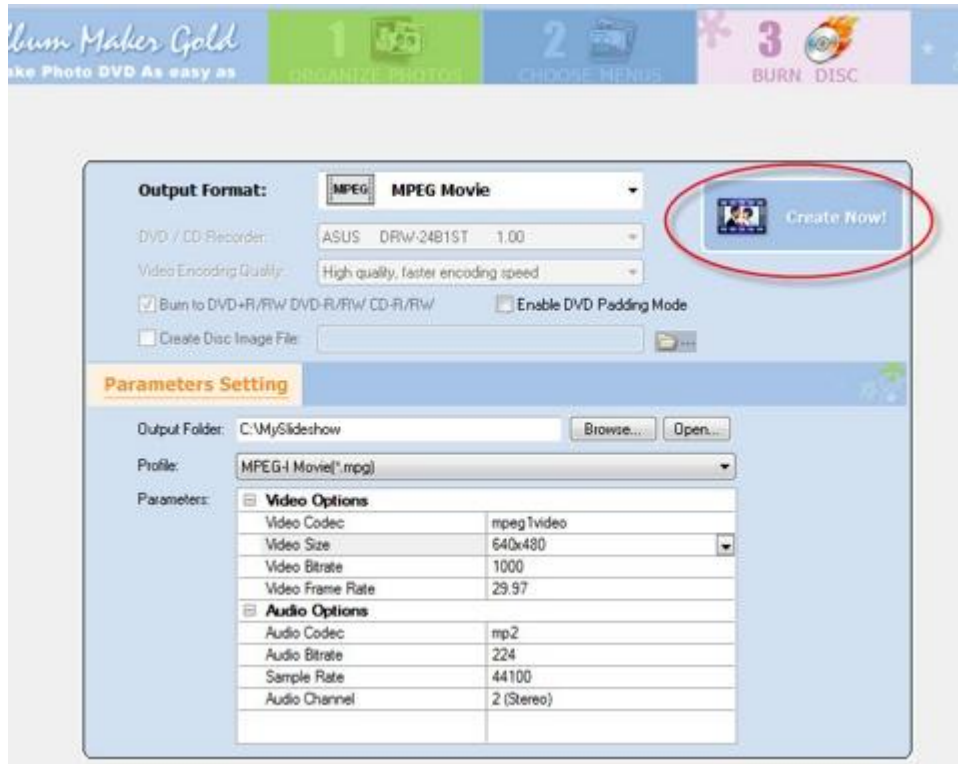 lbum Maker Gold
ake Photo DVD As easy as
1
ORGANIZE PHOTOS
2
CHOOSE MENUS
3
BURN DISC
Output Format:
MPEG
MPEG Movie
Create Now!
DVD / CD Recorder:
ASUS DRW-24B1ST 1.00
Video Encoding Quality:
High quality, faster encoding speed
Burn to DVD+R/RW DVD-R/RW CD-R/RW
Enable DVD Padding Mode
Create Disc Image File:
...
Parameters Setting
Output Folder: C:\MySlideshow
Browse...
Open...
Profile: MPEG-I Movie(*.mpg)
Parameters:
Video Options
Video Codec mpeg1video
Video Size 640x480
Video Bitrate 1000
Video Frame Rate 29.97
Audio Options
Audio Codec mp2
Audio Bitrate 224
Sample Rate 44100
Audio Channel 2 (Stereo)